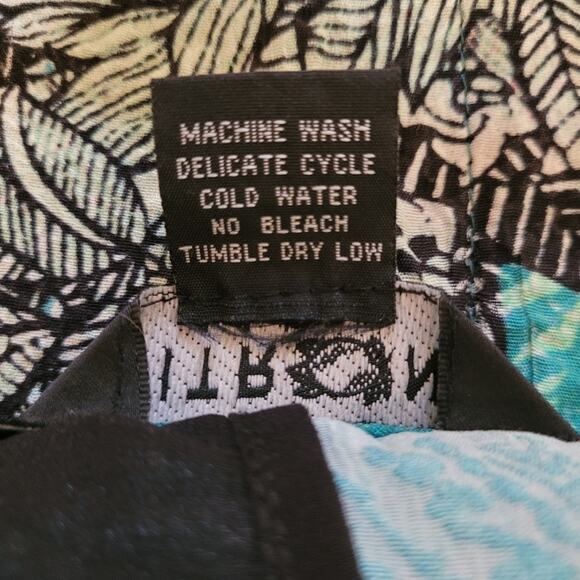 MACHINE WASH
DELICATE CYCLE
COLD WATER
NO BLEACH
TUMBLE DRY LOW